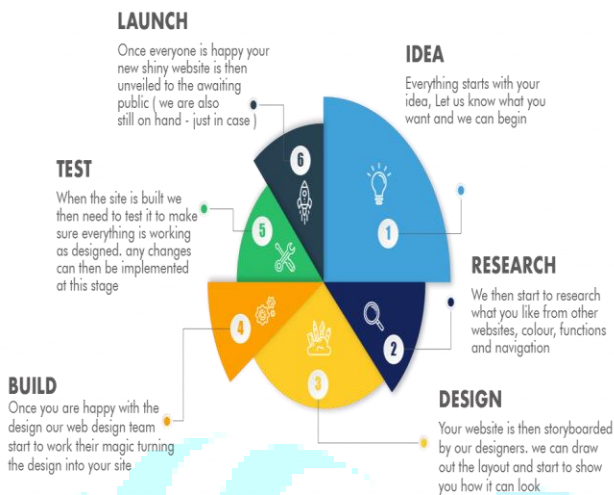 LAUNCH
Once everyone is happy your
new shiny website is then
unveiled to the awaiting
public ( we are also
still on hand - just in case )
IDEA
Everything starts with your
idea, Let us know what you
want and we can begin
TEST
When the site is built we
then need to test it to make
sure everything is working
as designed. any changes
can then be implemented
at this stage
6
1
5
RESEARCH
We then start to research
what you like from other
websites, colour, functions
and navigation
4
2
3
BUILD
Once you are happy with the
design our web design team
start to work their magic turning
the design into your site
DESIGN
Your website is then storyboarded
by our designers. we can draw
out the layout and start to show
you how it can look